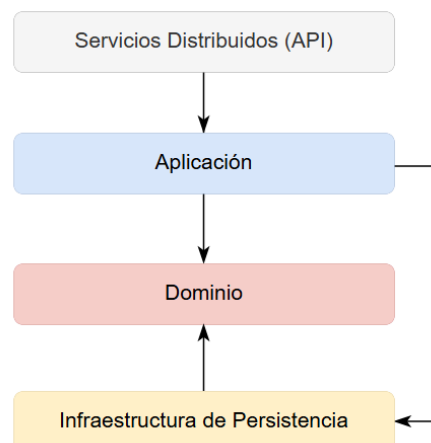 Servicios Distribuidos (API)
Aplicación
Dominio
Infraestructura de Persistencia